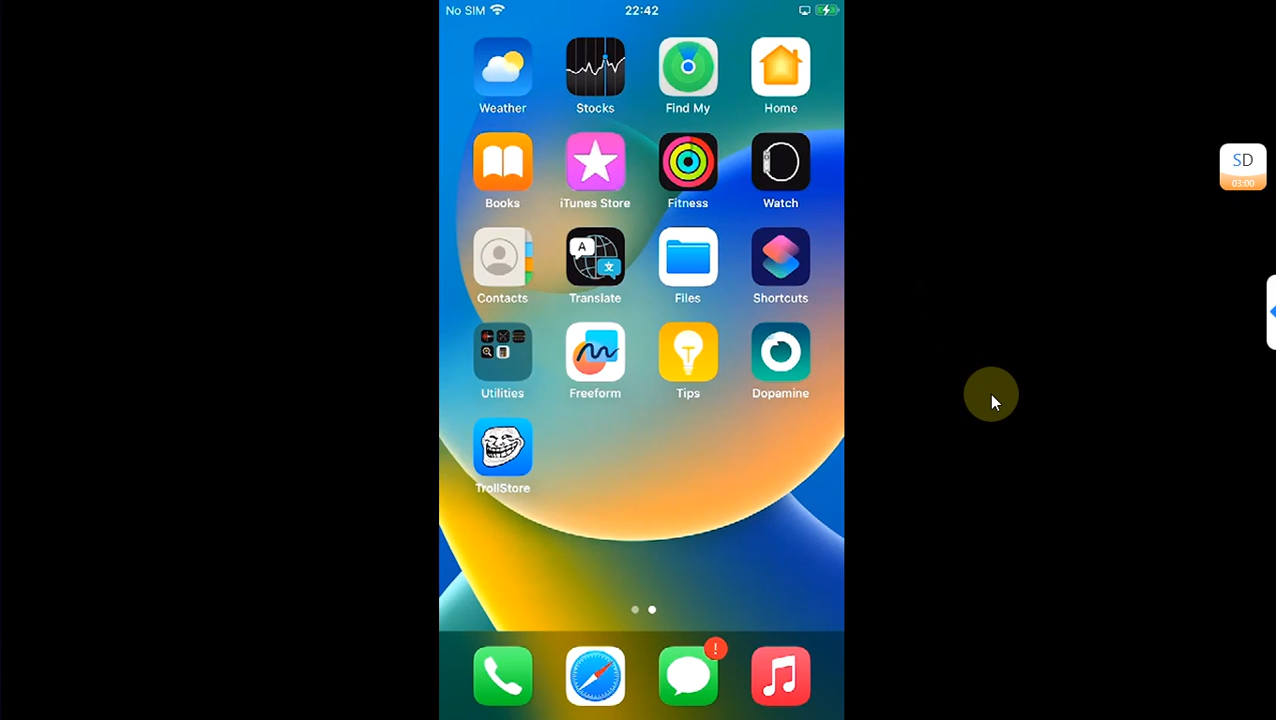 No SIM 22:42
Weather Stocks Find My Home
Books iTunes Store Fitness Watch
A
文
Contacts Translate Files Shortcuts
Utilities Freeform Tips Dopamine
TrollStore
!
SD
03:00